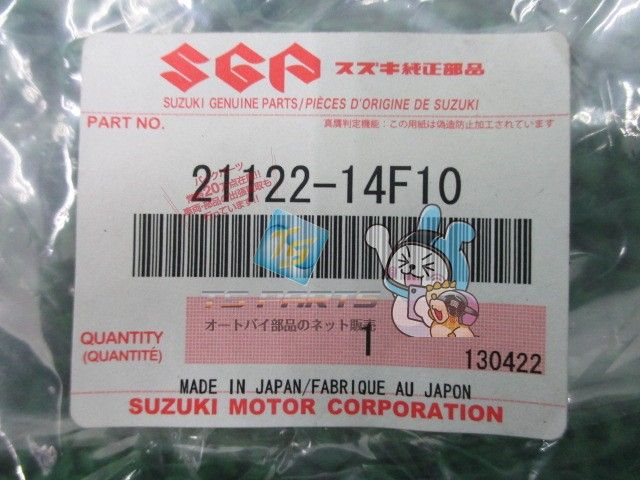 SGP スズキ純正部品
SUZUKI GENUINE PARTS/PIÈCES D'ORIGINE DE SUZUKI
PART NO.
真贋判定機能：この用紙は偽造防止加工されています
21122-14F10
TS PARTS
オートバイ部品のネット販売
QUANTITY
(QUANTITÉ)
1
130422
MADE IN JAPAN/FABRIQUE AU JAPON
SUZUKI MOTOR CORPORATION